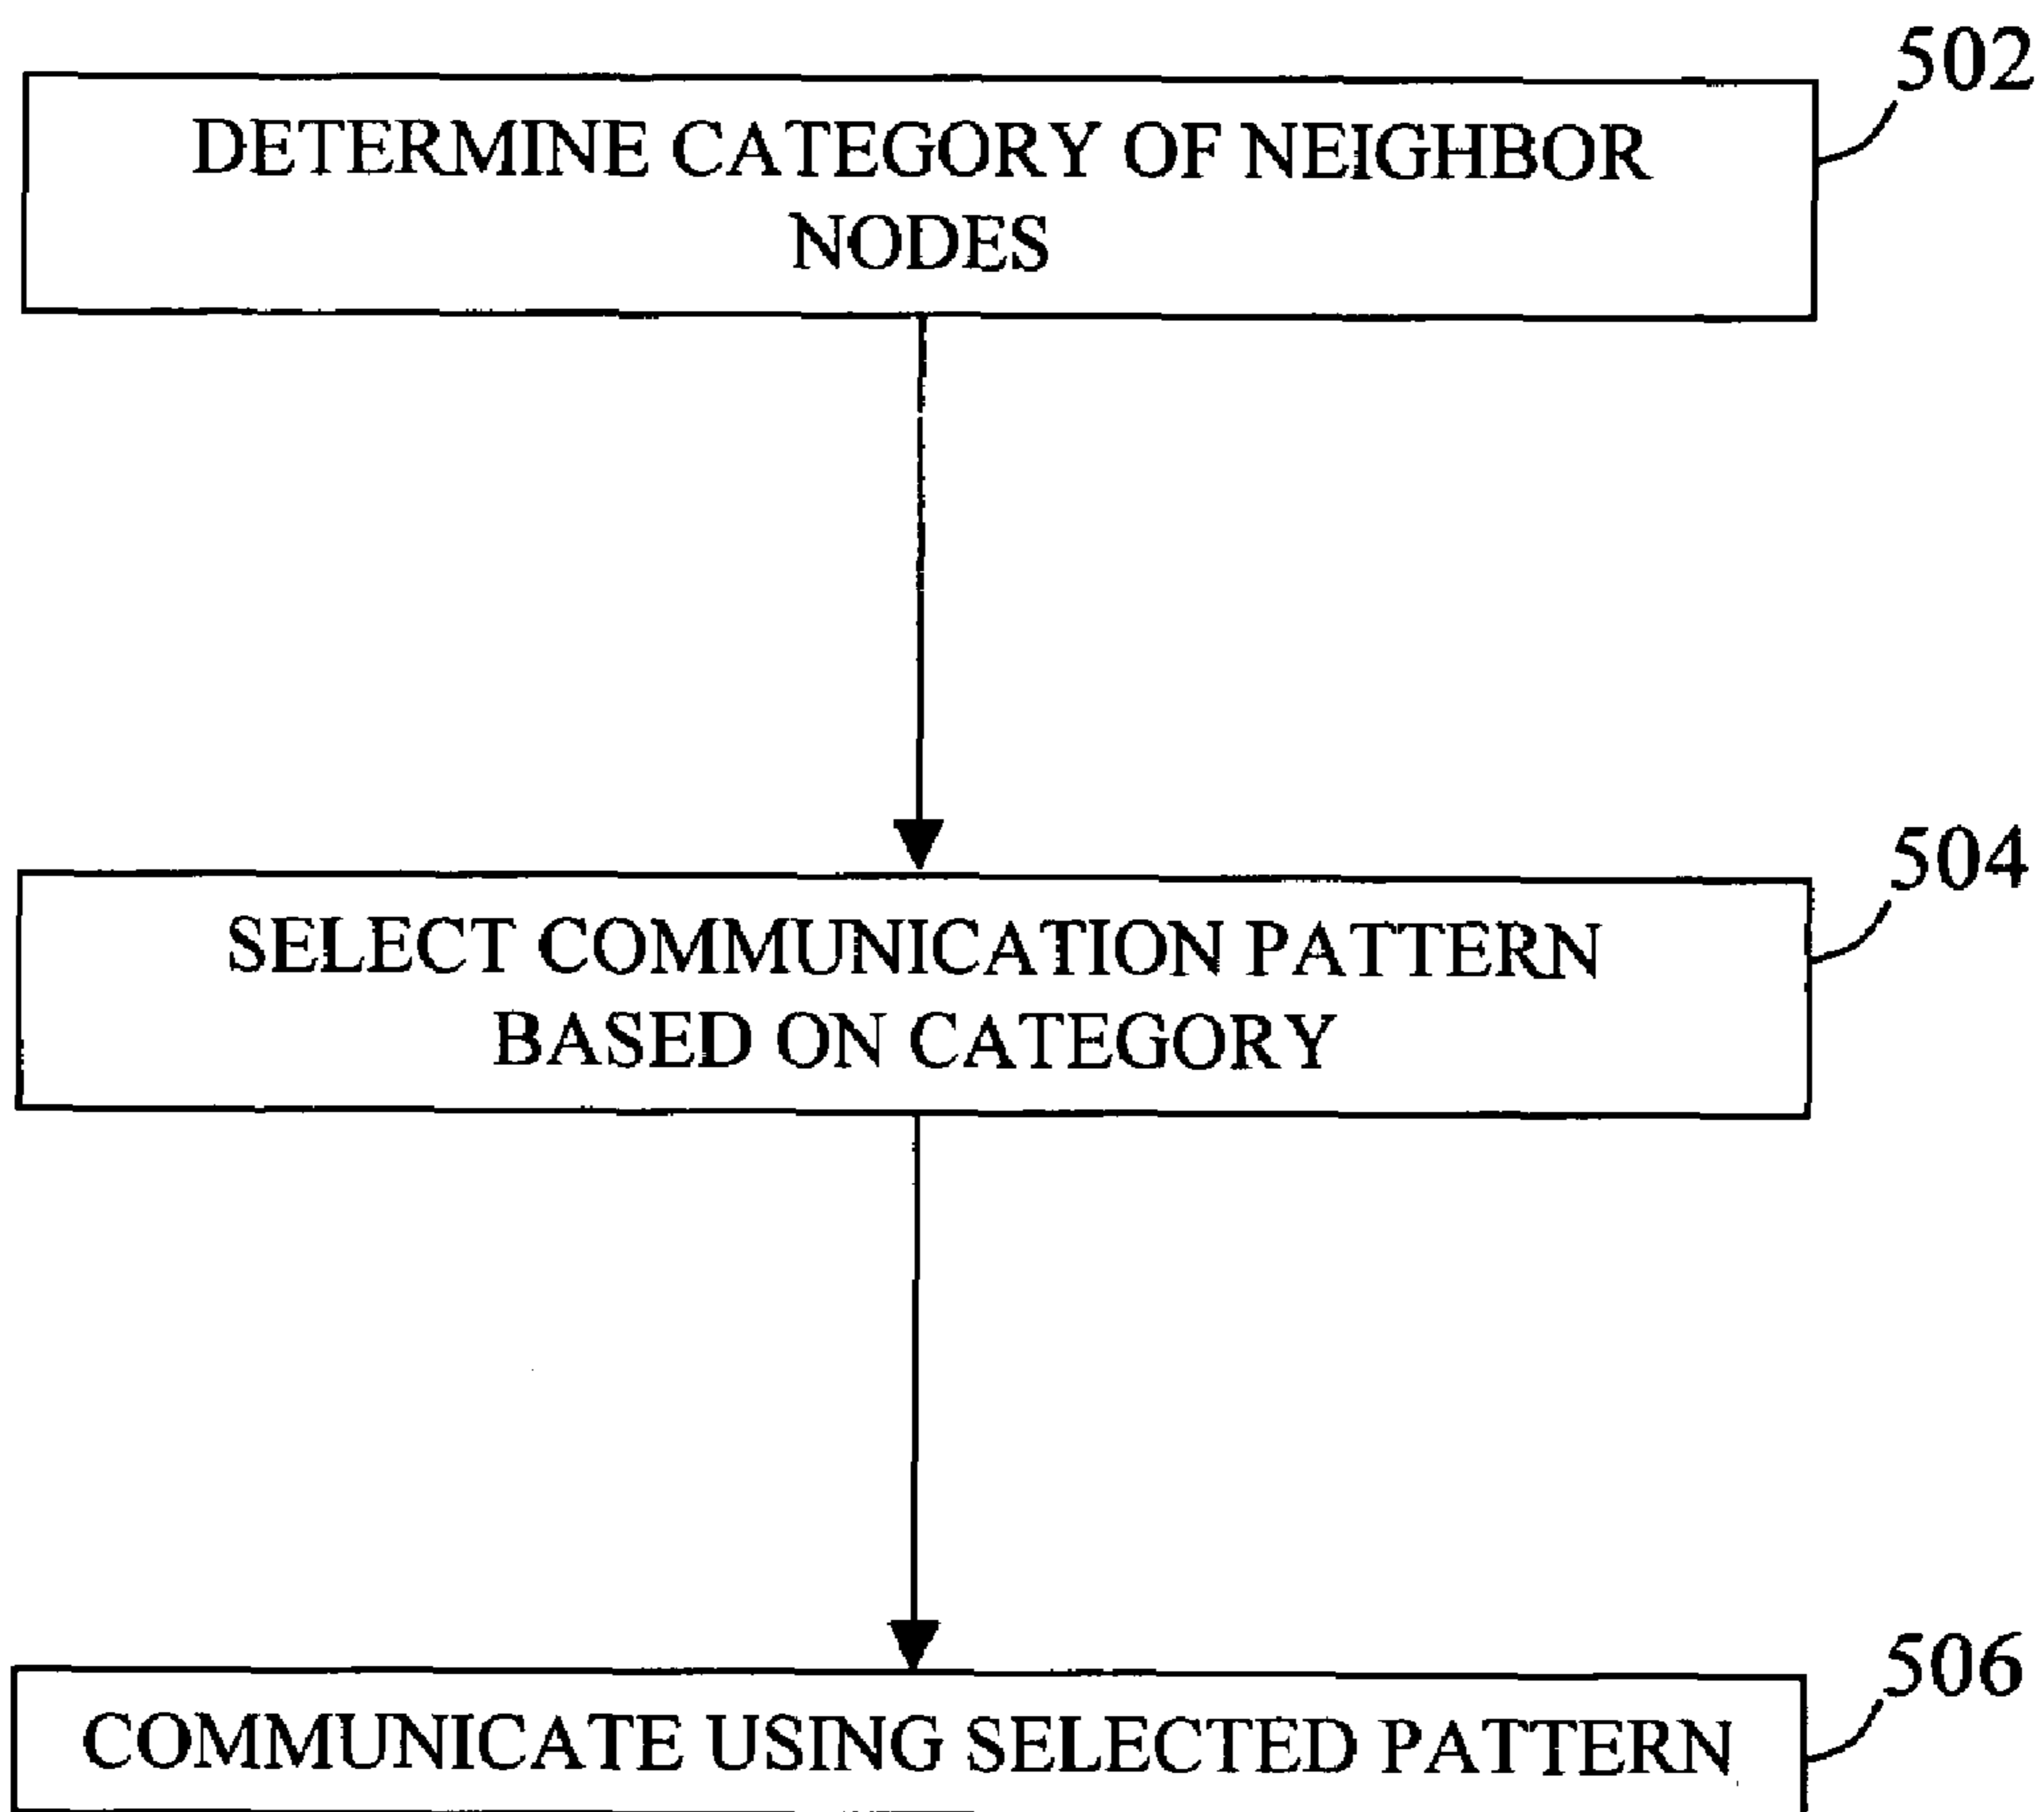 502
DETERMINE CATEGORY OF NEIGHBOR
NODES
504
SELECT COMMUNICATION PATTERN
BASED ON CATEGORY
506
COMMUNICATE USING SELECTED PATTERN